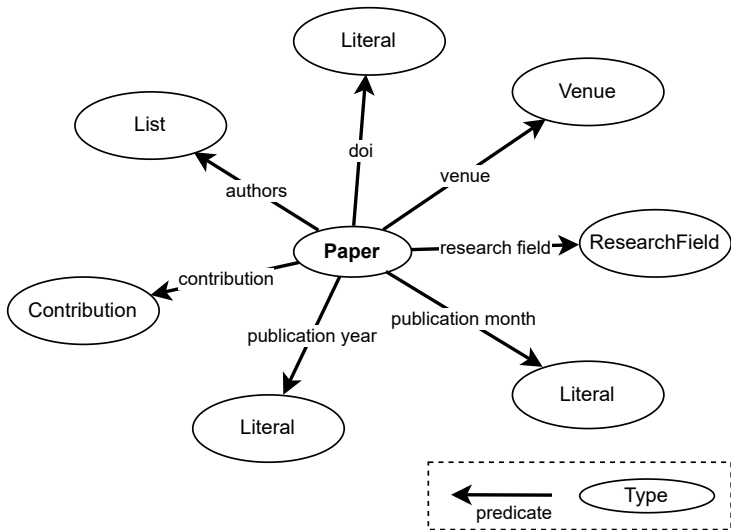 Literal
Venue
List
doi
venue
authors
Paper
research field
ResearchField
contribution
Contribution
publication month
publication year
Literal
Literal
Type
predicate